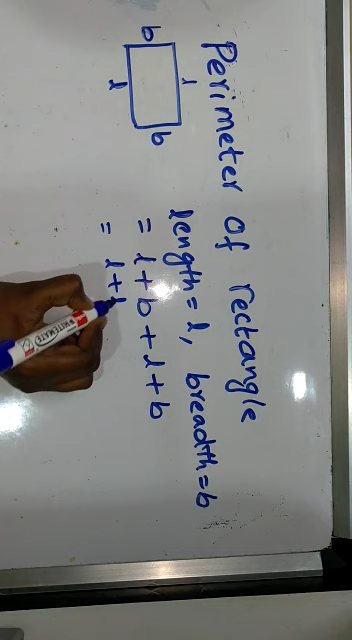 Perimeter of rectangle
b
l
l
b
length = l, breadth = b
= l + b + l + b
= l + l
WHITEMATE